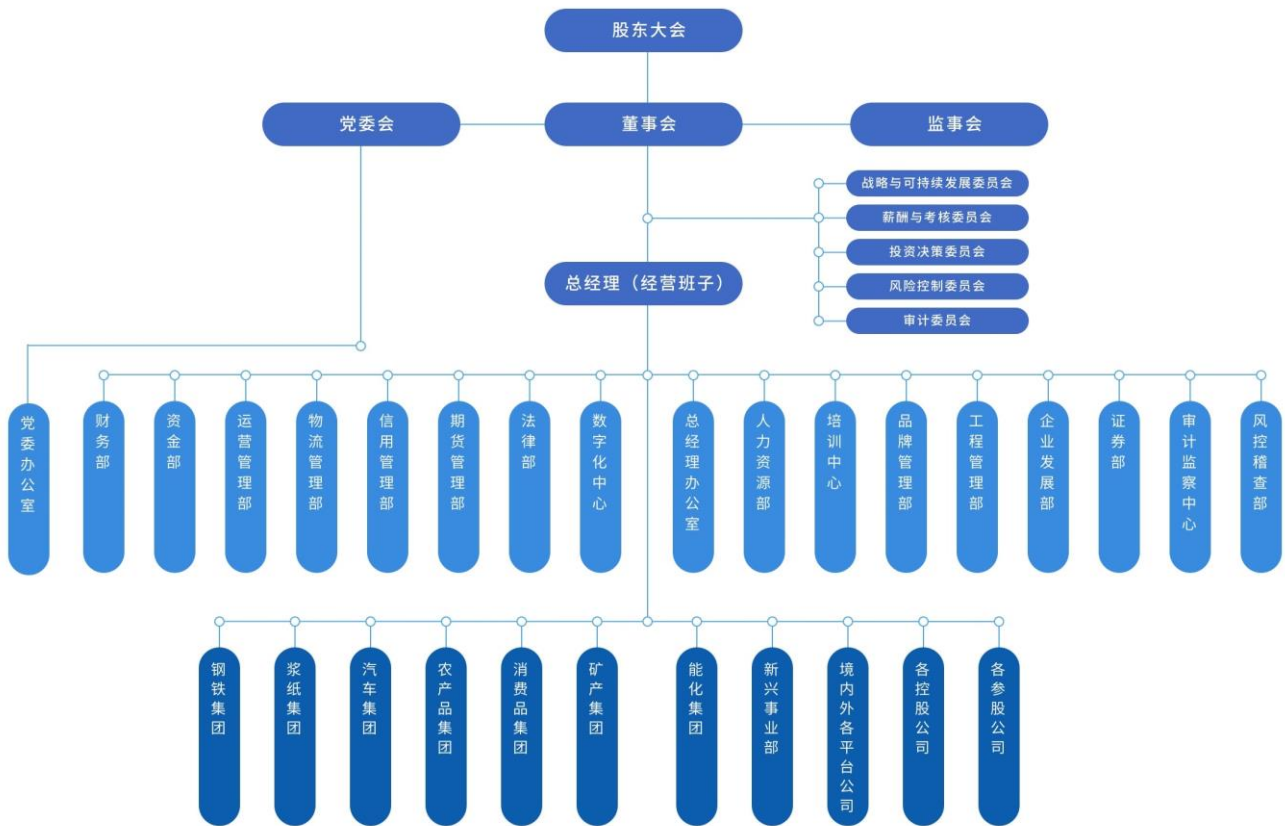 股东大会
党委会
董事会
监事会
战略与可持续发展委员会
薪酬与考核委员会
投资决策委员会
总经理（经营班子）
风险控制委员会
审计委员会
党委办公室
财务部
资金部
运营管理部
物流管理部
信用管理部
期货管理部
法律部
数字化中心
总经理办公室
人力资源部
培训中心
品牌管理部
工程管理部
企业发展部
证券部
审计监察中心
风控稽查部
钢铁集团
浆纸集团
汽车集团
农产品集团
消费品集团
矿产集团
能化集团
新兴事业部
境内外各平台公司
各控股公司
各参股公司